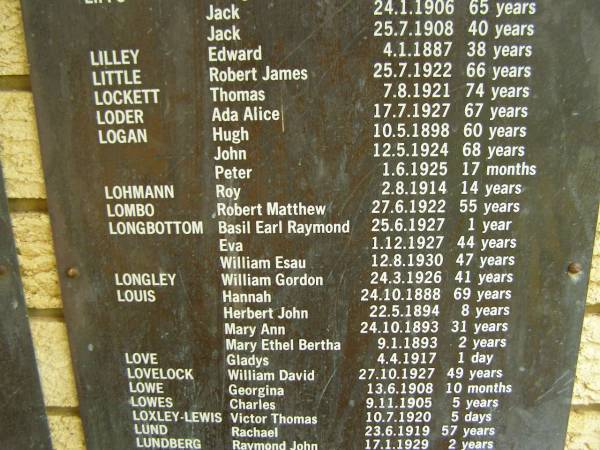 Jack 24.1.1906 65 years
Jack 25.7.1908 40 years
LILLEY Edward 4.1.1887 38 years
LITTLE Robert James 25.7.1922 66 years
LOCKETT Thomas 7.8.1921 74 years
LODER Ada Alice 17.7.1927 67 years
LOGAN Hugh 10.5.1898 60 years
John 12.5.1924 68 years
Peter 1.6.1925 17 months
LOHMANN Roy 2.8.1914 14 years
LOMBO Robert Matthew 27.6.1922 55 years
LONGBOTTOM Basil Earl Raymond 25.6.1927 1 year
Eva 1.12.1927 44 years
William Esau 12.8.1930 47 years
LONGLEY William Gordon 24.3.1926 41 years
LOUIS Hannah 24.10.1888 69 years
Herbert John 22.5.1894 8 years
Mary Ann 24.10.1893 31 years
Mary Ethel Bertha 9.1.1893 2 years
LOVE Gladys 4.4.1917 1 day
LOVELOCK William David 27.10.1927 49 years
LOWE Georgina 13.6.1908 10 months
LOWES Charles 9.11.1905 5 years
LOXLEY-LEWIS Victor Thomas 10.7.1920 5 days
LUND Rachael 23.6.1919 57 years
LUNDBERG Raymond John 17.1.1929 2 years